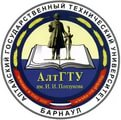 АЛТАЙСКИЙ ГОСУДАРСТВЕННЫЙ ТЕХНИЧЕСКИЙ УНИВЕРСИТЕТ
АлтГТУ
им. И. И. Ползунова
БАРНАУЛ